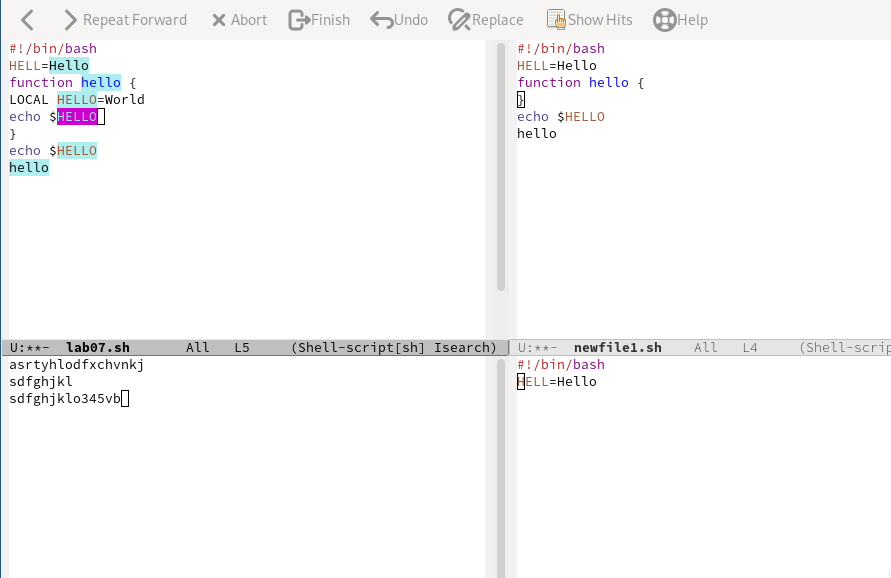 Repeat Forward Abort Finish Undo Replace Show Hits Help
#!/bin/bash
HELL=Hello
function hello {
LOCAL HELLO=World
echo $HELLO
}
echo $HELLO
hello
U:**-  lab07.sh       All   L5     (Shell-script[sh] Isearch)
#!/bin/bash
HELL=Hello
function hello {
}
echo $HELLO
hello
U:**-  newfile1.sh    All   L4     (Shell-scrip
asrtyhlodfxchvnkj
sdfghjkl
sdfghjklo345vb
#!/bin/bash
HELL=Hello